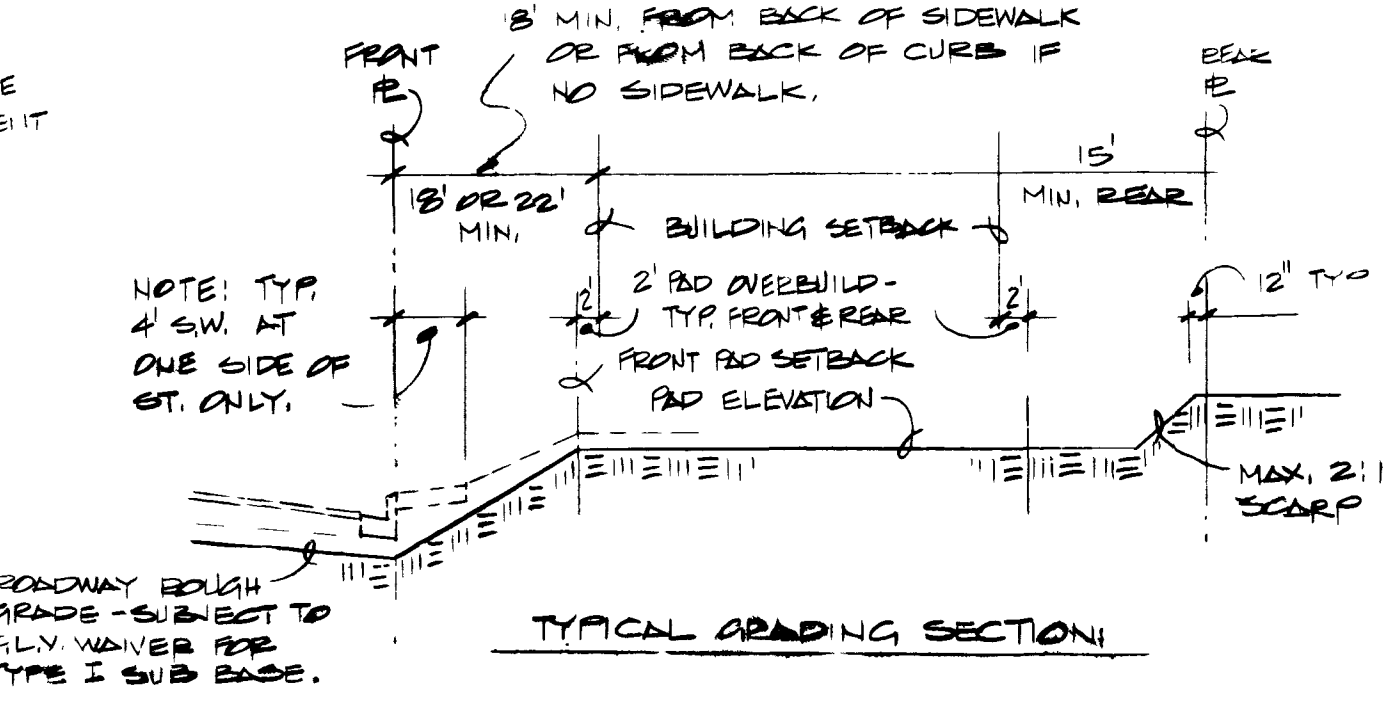 18' MIN. FROM BACK OF SIDEWALK
OR FROM BACK OF CURB IF
NO SIDEWALK.
FRONT
PL
REAR
PL
15'
MIN. REAR
18' OR 22'
MIN.
BUILDING SETBACK
NOTE: TYP.
4' S.W. AT
ONE SIDE OF
ST. ONLY.
2'
2' PAD OVERBUILD-
TYP. FRONT & REAR
2'
12" TYP
FRONT PAD SETBACK
PAD ELEVATION
MAX. 2:1
SCARP
ROADWAY ROUGH
GRADE - SUBJECT TO
WAIVER FOR
TYPE I SUB BASE.
TYPICAL GRADING SECTION